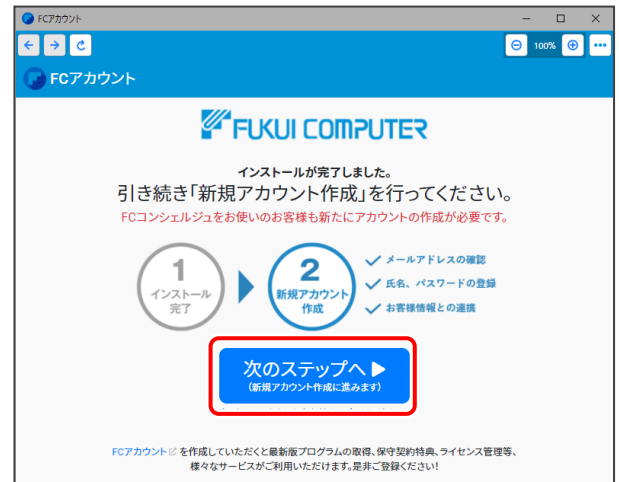 FCアカウント
100%
FCアカウント
FUKUI COMPUTER
インストールが完了しました。
引き続き「新規アカウント作成」を行ってください。
FCコンシェルジュをお使いのお客様も新たにアカウントの作成が必要です。
1
インストール
完了
2
新規アカウント
作成
メールアドレスの確認
氏名、パスワードの登録
お客様情報との連携
次のステップへ ▶
(新規アカウント作成に進みます)
FCアカウント を作成していただくと最新版プログラムの取得、保守契約特典、ライセンス管理等、
様々なサービスがご利用いただけます。是非ご登録ください!